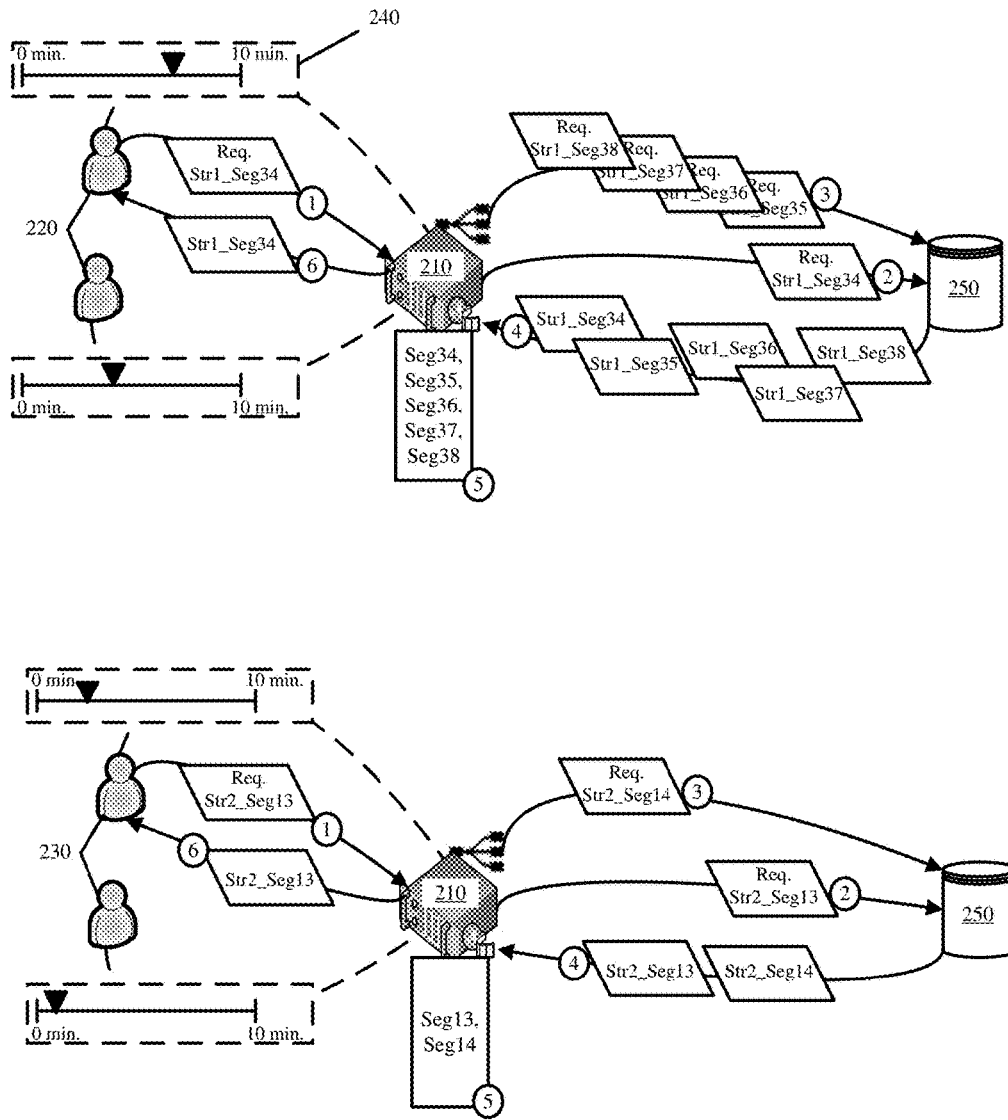 240
0 min.
10 min.
Req.
Str1_Seg34
1
Req.
Str1_Seg38
Req.
Str1_Seg37
Req.
Str1_Seg36
Req.
Seg35
3
220
Str1_Seg34
6
210
Req.
Str1_Seg34
2
250
4
Str1_Seg34
Str1_Seg35
Str1_Seg36
Str1_Seg37
Str1_Seg38
0 min.
10 min.
Seg34,
Seg35,
Seg36,
Seg37,
Seg38
5
0 min
10 min.
Req.
Str2_Seg13
1
Req.
Str2_Seg14
3
230
6
Str2_Seg13
210
Req.
Str2_Seg13
2
250
4
Str2_Seg13
Str2_Seg14
0 min.
10 min.
Seg13,
Seg14
5